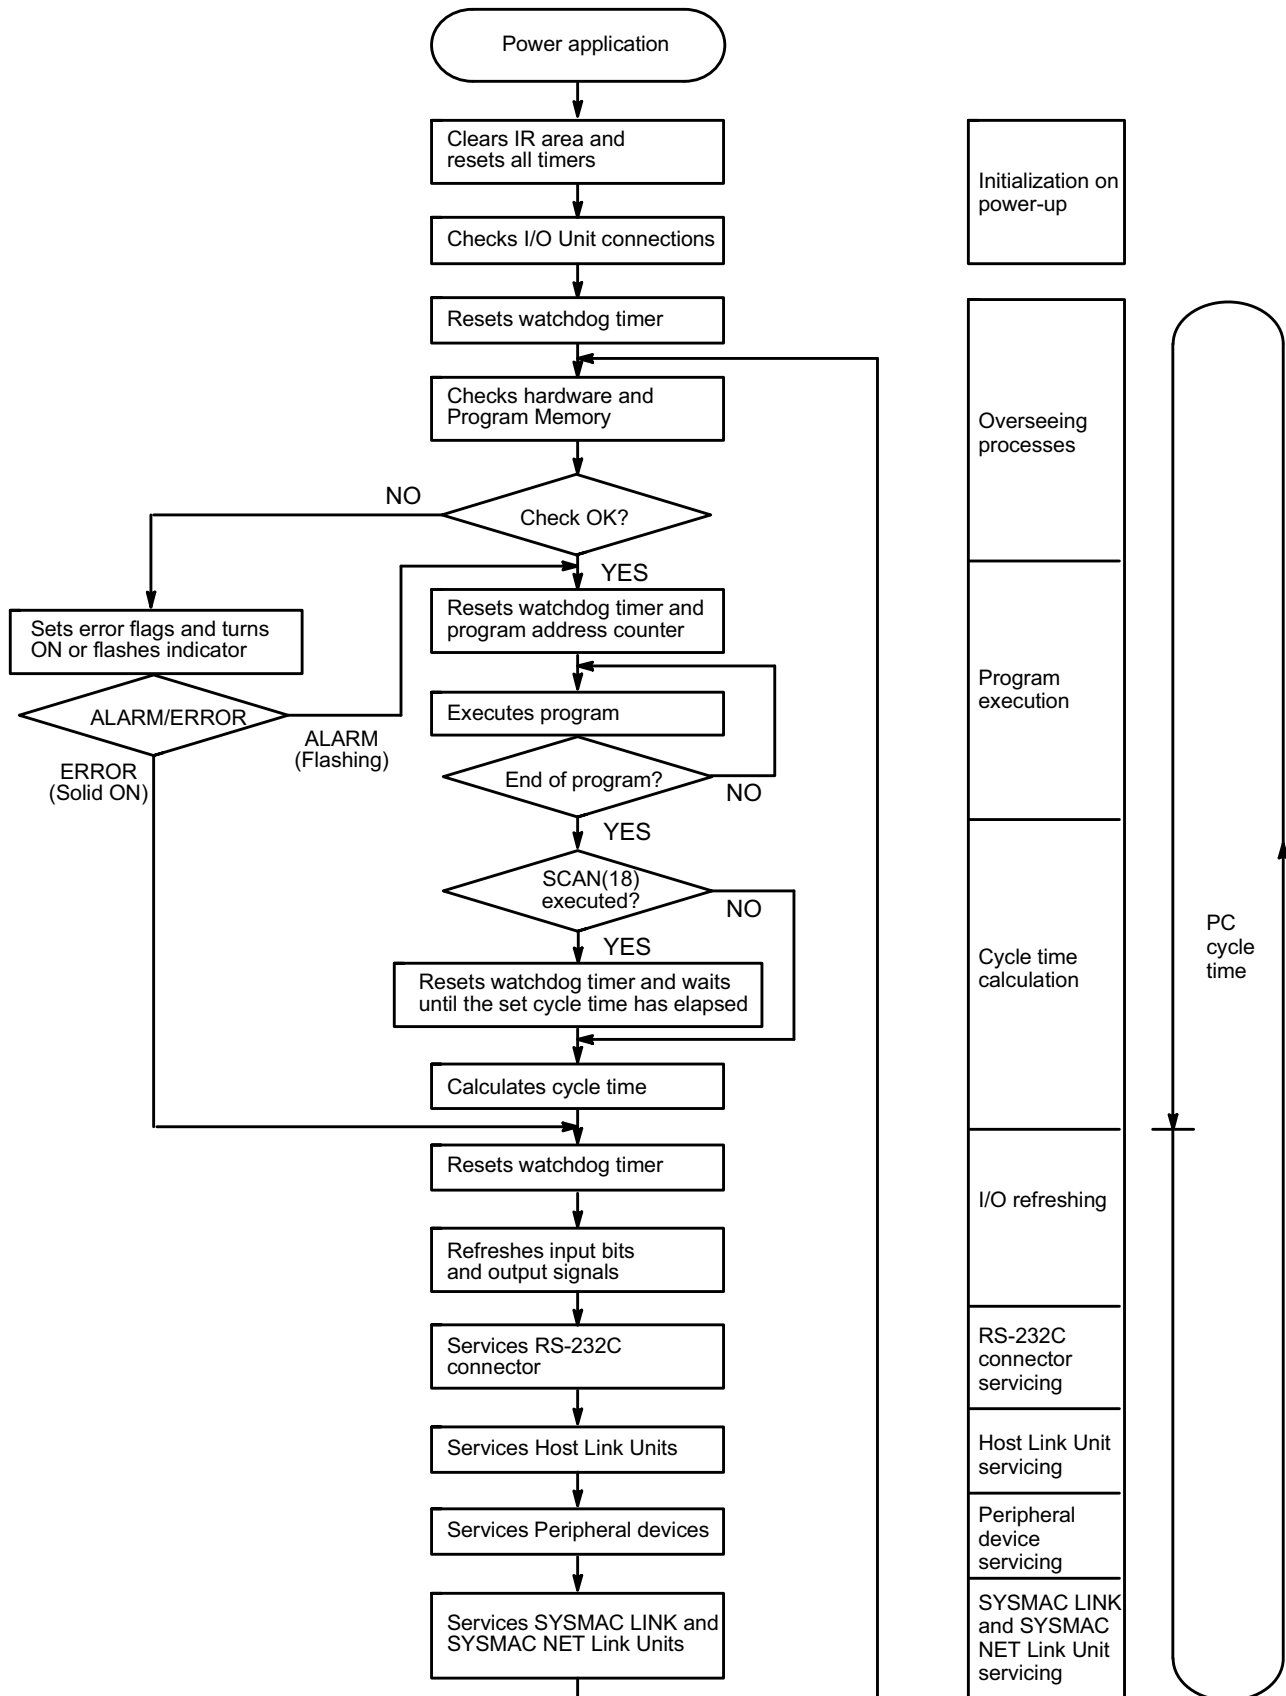 Power application
Clears IR area and
resets all timers
Checks I/O Unit connections
Resets watchdog timer
Checks hardware and
Program Memory
Check OK?
NO
YES
Sets error flags and turns
ON or flashes indicator
ALARM/ERROR
ALARM
(Flashing)
ERROR
(Solid ON)
Resets watchdog timer and
program address counter
Executes program
End of program?
NO
YES
SCAN(18)
executed?
NO
YES
Resets watchdog timer and waits
until the set cycle time has elapsed
Calculates cycle time
Resets watchdog timer
Refreshes input bits
and output signals
Services RS-232C
connector
Services Host Link Units
Services Peripheral devices
Services SYSMAC LINK and
SYSMAC NET Link Units
Initialization on
power-up
Overseeing
processes
Program
execution
Cycle time
calculation
I/O refreshing
RS-232C
connector
servicing
Host Link Unit
servicing
Peripheral
device
servicing
SYSMAC LINK
and SYSMAC
NET Link Unit
servicing
PC
cycle
time